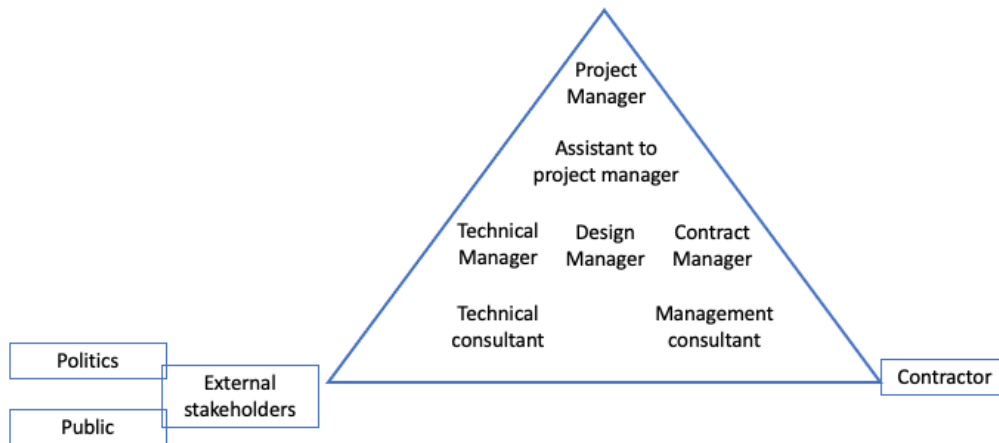 Project
Manager
Assistant to
project manager
Technical
Manager
Design
Manager
Contract
Manager
Technical
consultant
Management
consultant
Politics
External
stakeholders
Public
Contractor